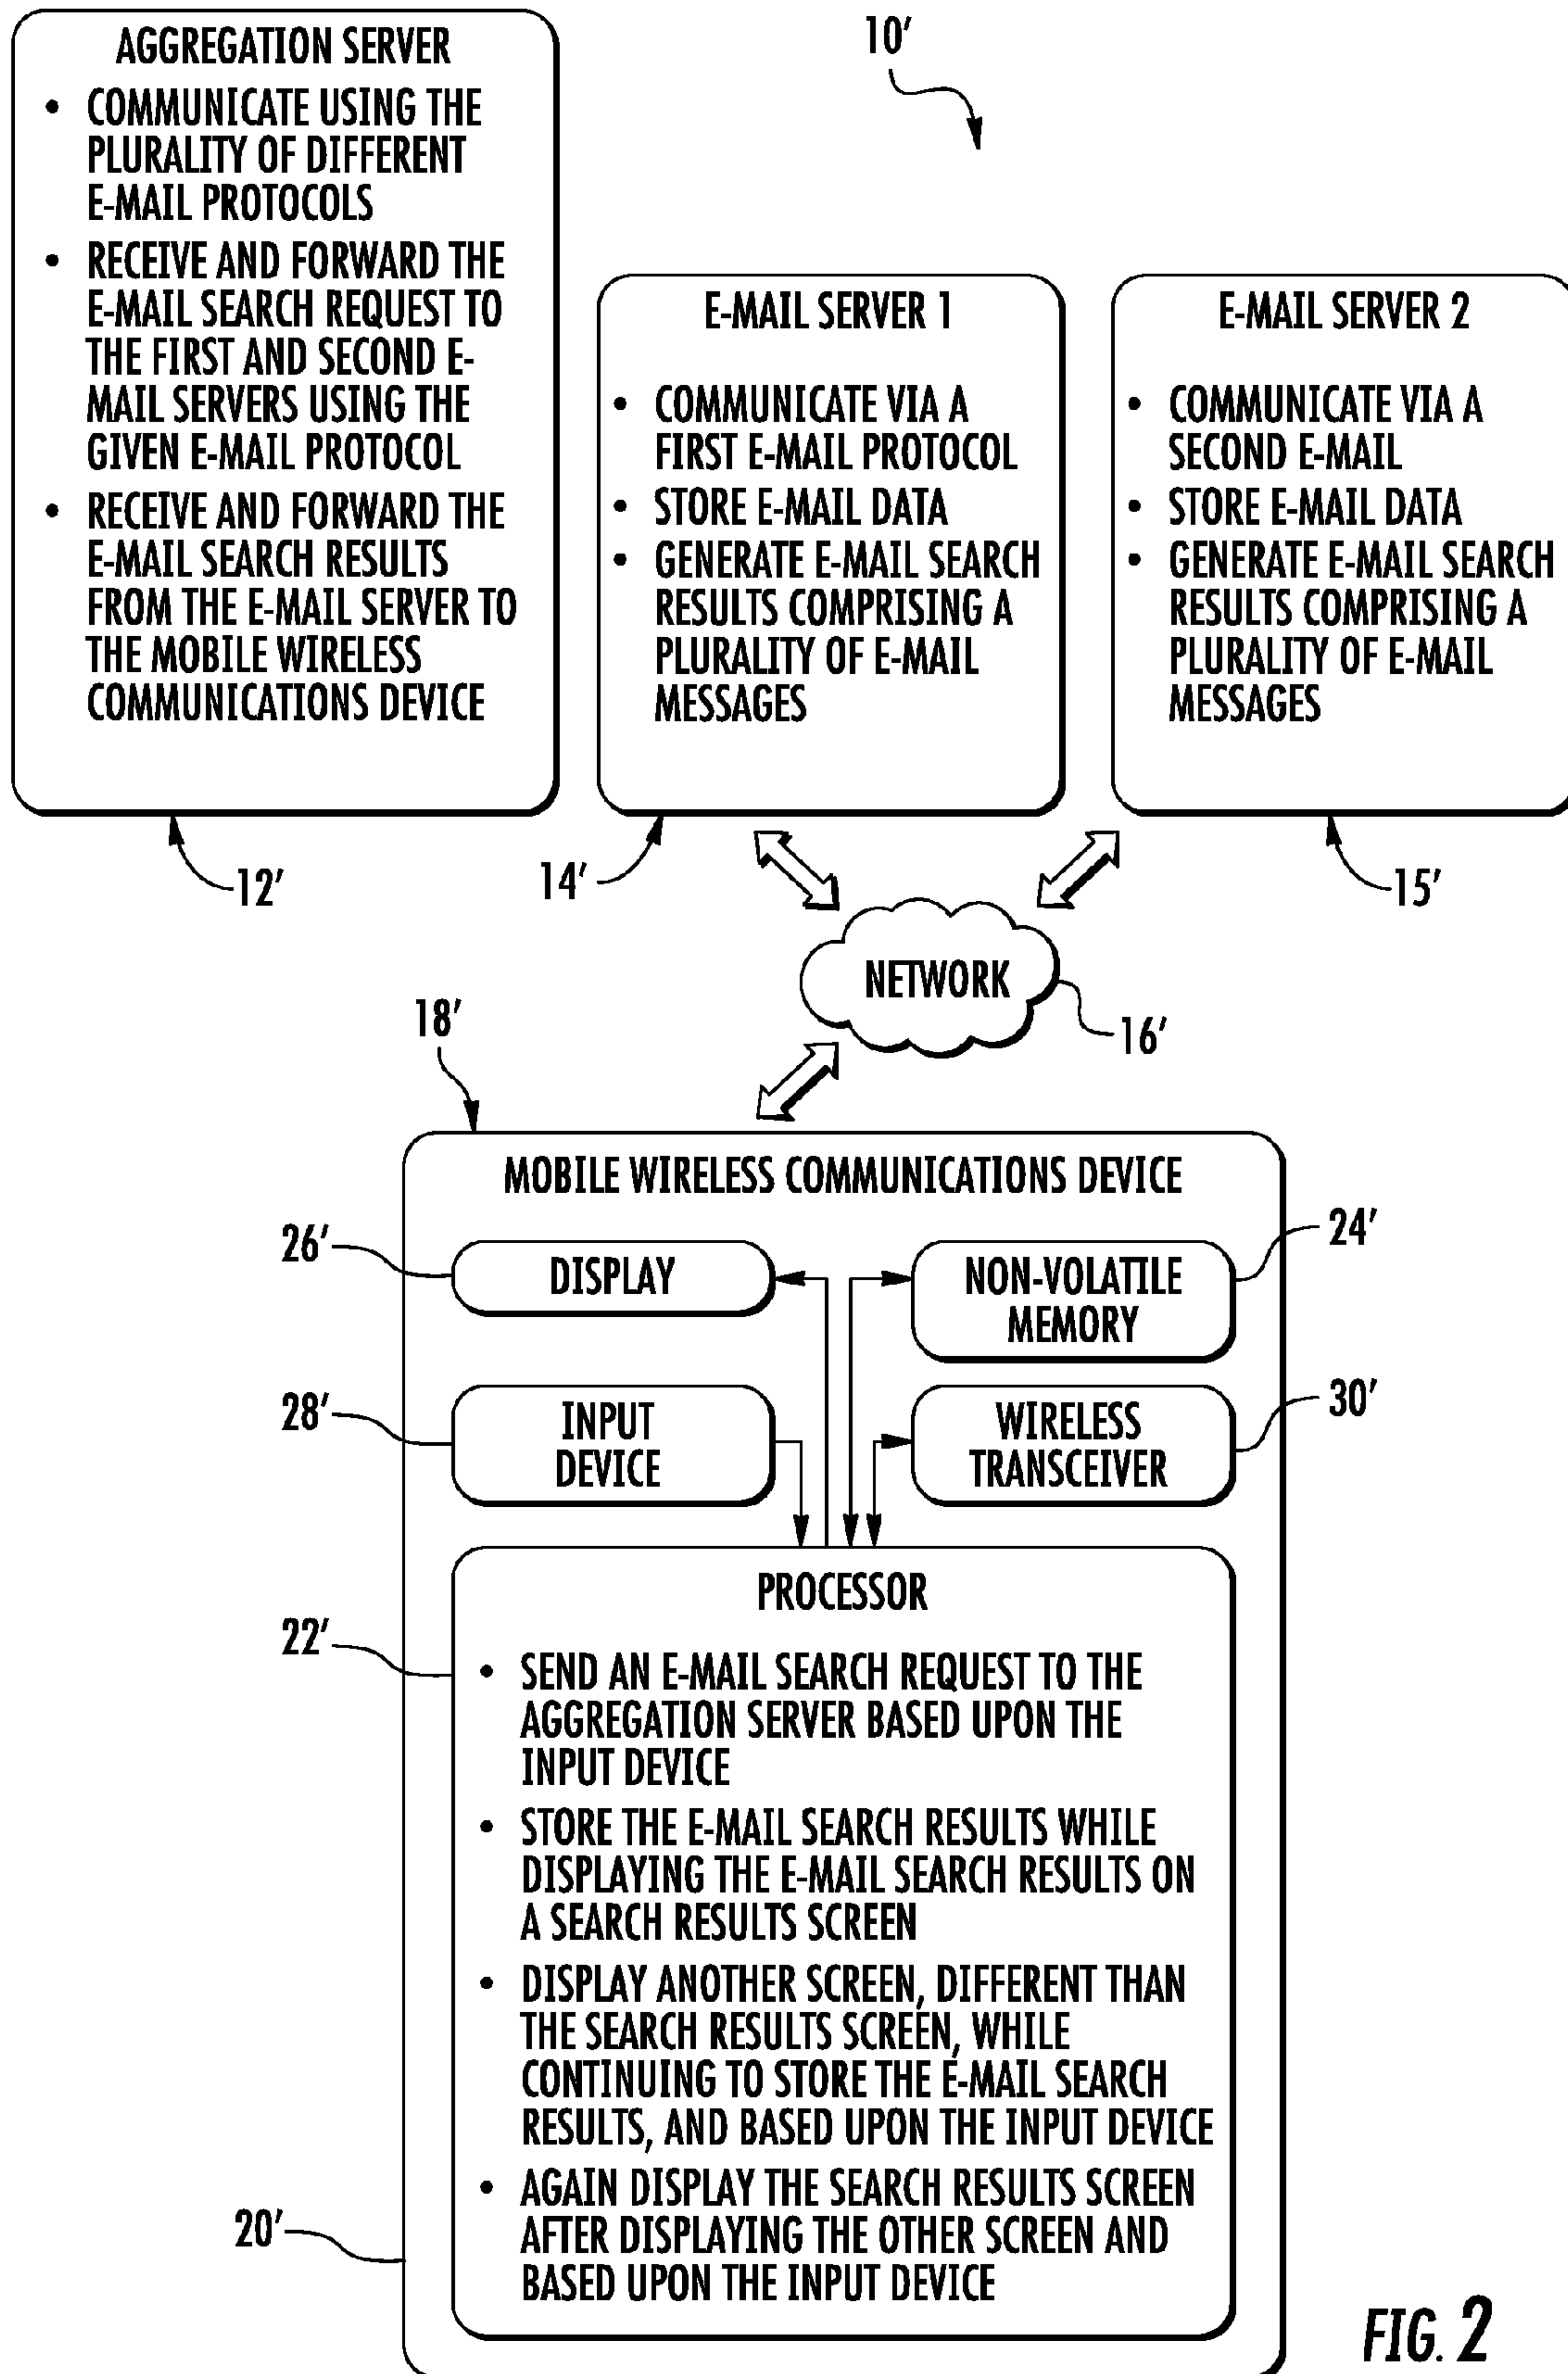 AGGREGATION SERVER
• COMMUNICATE USING THE
PLURALITY OF DIFFERENT
E-MAIL PROTOCOLS
• RECEIVE AND FORWARD THE
E-MAIL SEARCH REQUEST TO
THE FIRST AND SECOND E-
MAIL SERVERS USING THE
GIVEN E-MAIL PROTOCOL
• RECEIVE AND FORWARD THE
E-MAIL SEARCH RESULTS
FROM THE E-MAIL SERVER TO
THE MOBILE WIRELESS
COMMUNICATIONS DEVICE
12'
10'
E-MAIL SERVER 1
• COMMUNICATE VIA A
FIRST E-MAIL PROTOCOL
• STORE E-MAIL DATA
• GENERATE E-MAIL SEARCH
RESULTS COMPRISING A
PLURALITY OF E-MAIL
MESSAGES
14'
E-MAIL SERVER 2
• COMMUNICATE VIA A
SECOND E-MAIL
• STORE E-MAIL DATA
• GENERATE E-MAIL SEARCH
RESULTS COMPRISING A
PLURALITY OF E-MAIL
MESSAGES
15'
NETWORK
16'
18'
MOBILE WIRELESS COMMUNICATIONS DEVICE
26'
DISPLAY
NON-VOLATILE
MEMORY
24'
28'
INPUT
DEVICE
WIRELESS
TRANSCEIVER
30'
PROCESSOR
22'
• SEND AN E-MAIL SEARCH REQUEST TO THE
AGGREGATION SERVER BASED UPON THE
INPUT DEVICE
• STORE THE E-MAIL SEARCH RESULTS WHILE
DISPLAYING THE E-MAIL SEARCH RESULTS ON
A SEARCH RESULTS SCREEN
• DISPLAY ANOTHER SCREEN, DIFFERENT THAN
THE SEARCH RESULTS SCREEN, WHILE
CONTINUING TO STORE THE E-MAIL SEARCH
RESULTS, AND BASED UPON THE INPUT DEVICE
• AGAIN DISPLAY THE SEARCH RESULTS SCREEN
AFTER DISPLAYING THE OTHER SCREEN AND
BASED UPON THE INPUT DEVICE
20'
FIG. 2